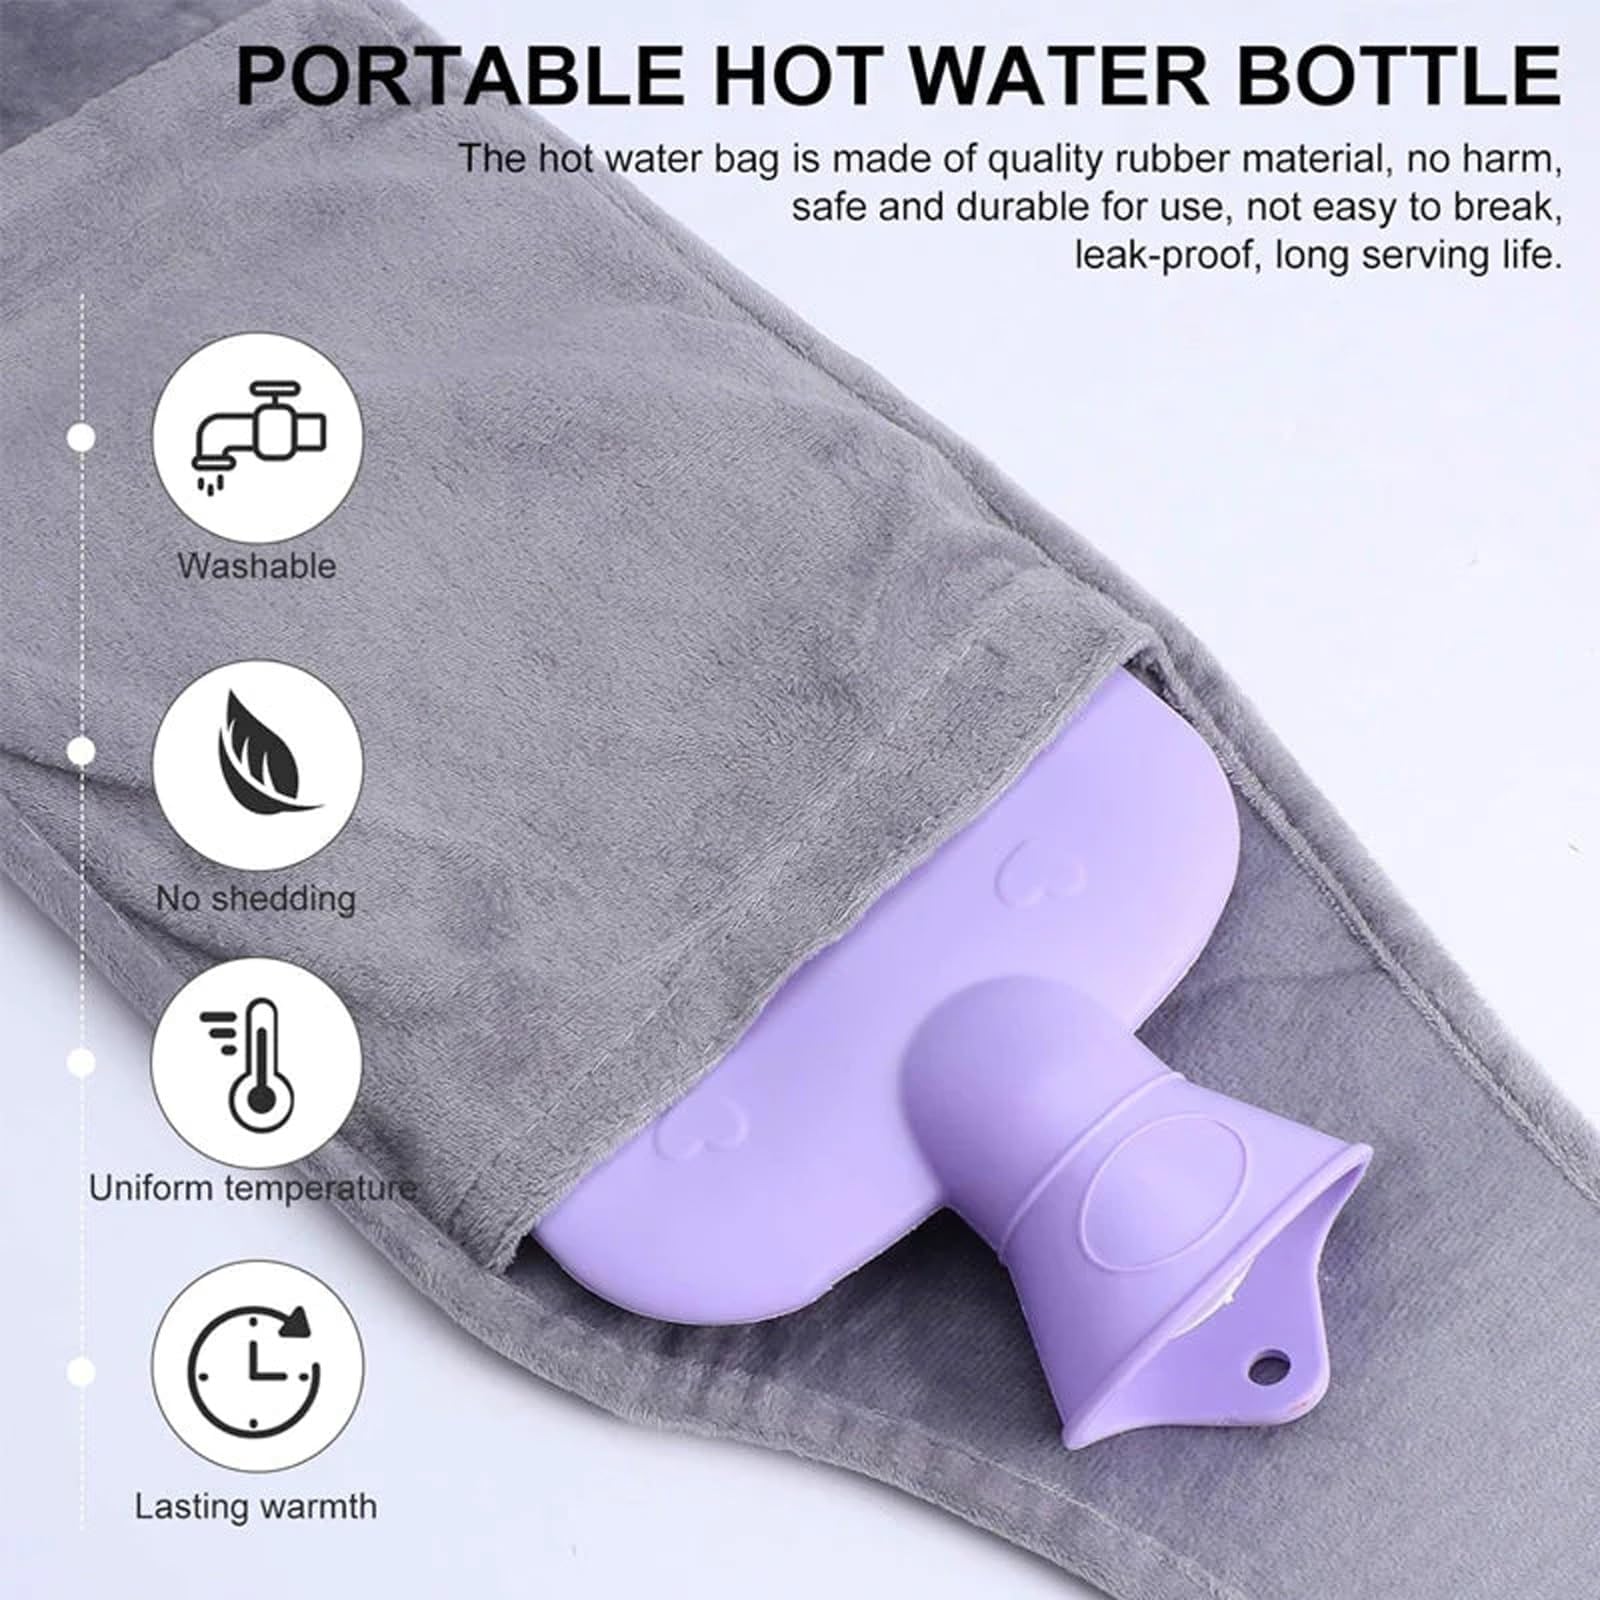 PORTABLE HOT WATER BOTTLE
The hot water bag is made of quality rubber material, no harm,
safe and durable for use, not easy to break,
leak-proof, long serving life.
Washable
No shedding
Uniform temperature
Lasting warmth